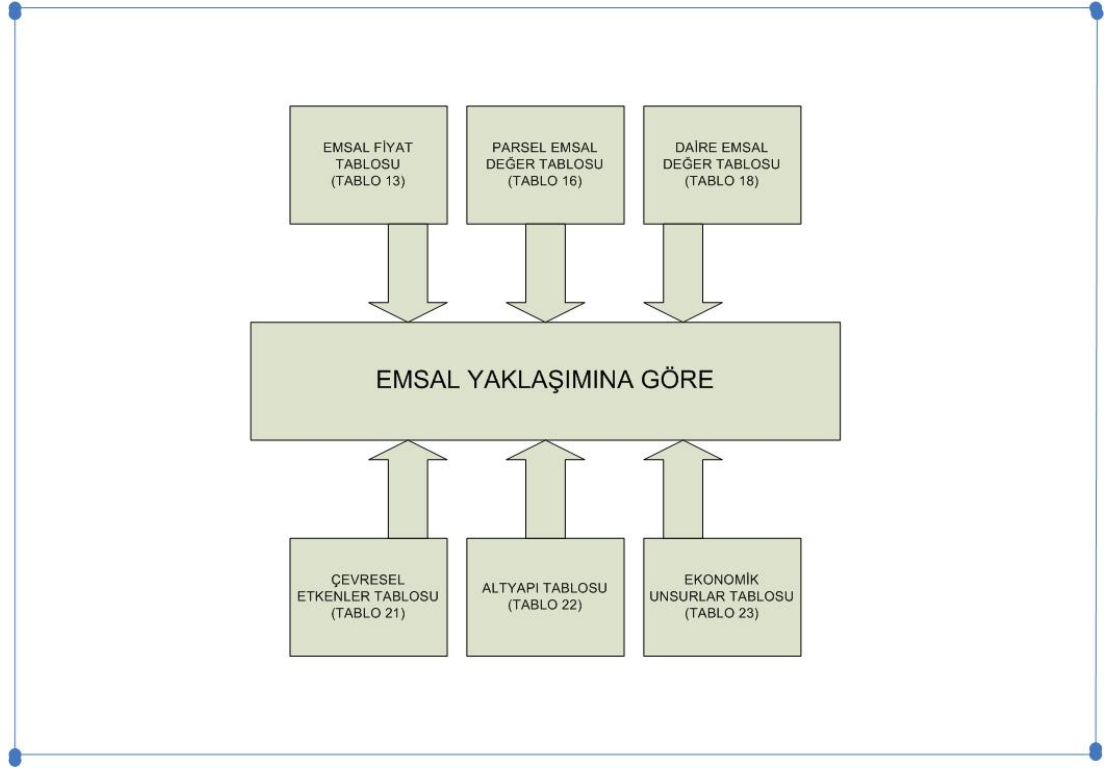 EMSAL FİYAT
TABLOSU
(TABLO 13)
PARSEL EMSAL
DEĞER TABLOSU
(TABLO 16)
DAİRE EMSAL
DEĞER TABLOSU
(TABLO 18)
EMSAL YAKLAŞIMINA GÖRE
ÇEVRESEL
ETKENLER TABLOSU
(TABLO 21)
ALTYAPI TABLOSU
(TABLO 22)
EKONOMİK
UNSURLAR TABLOSU
(TABLO 23)